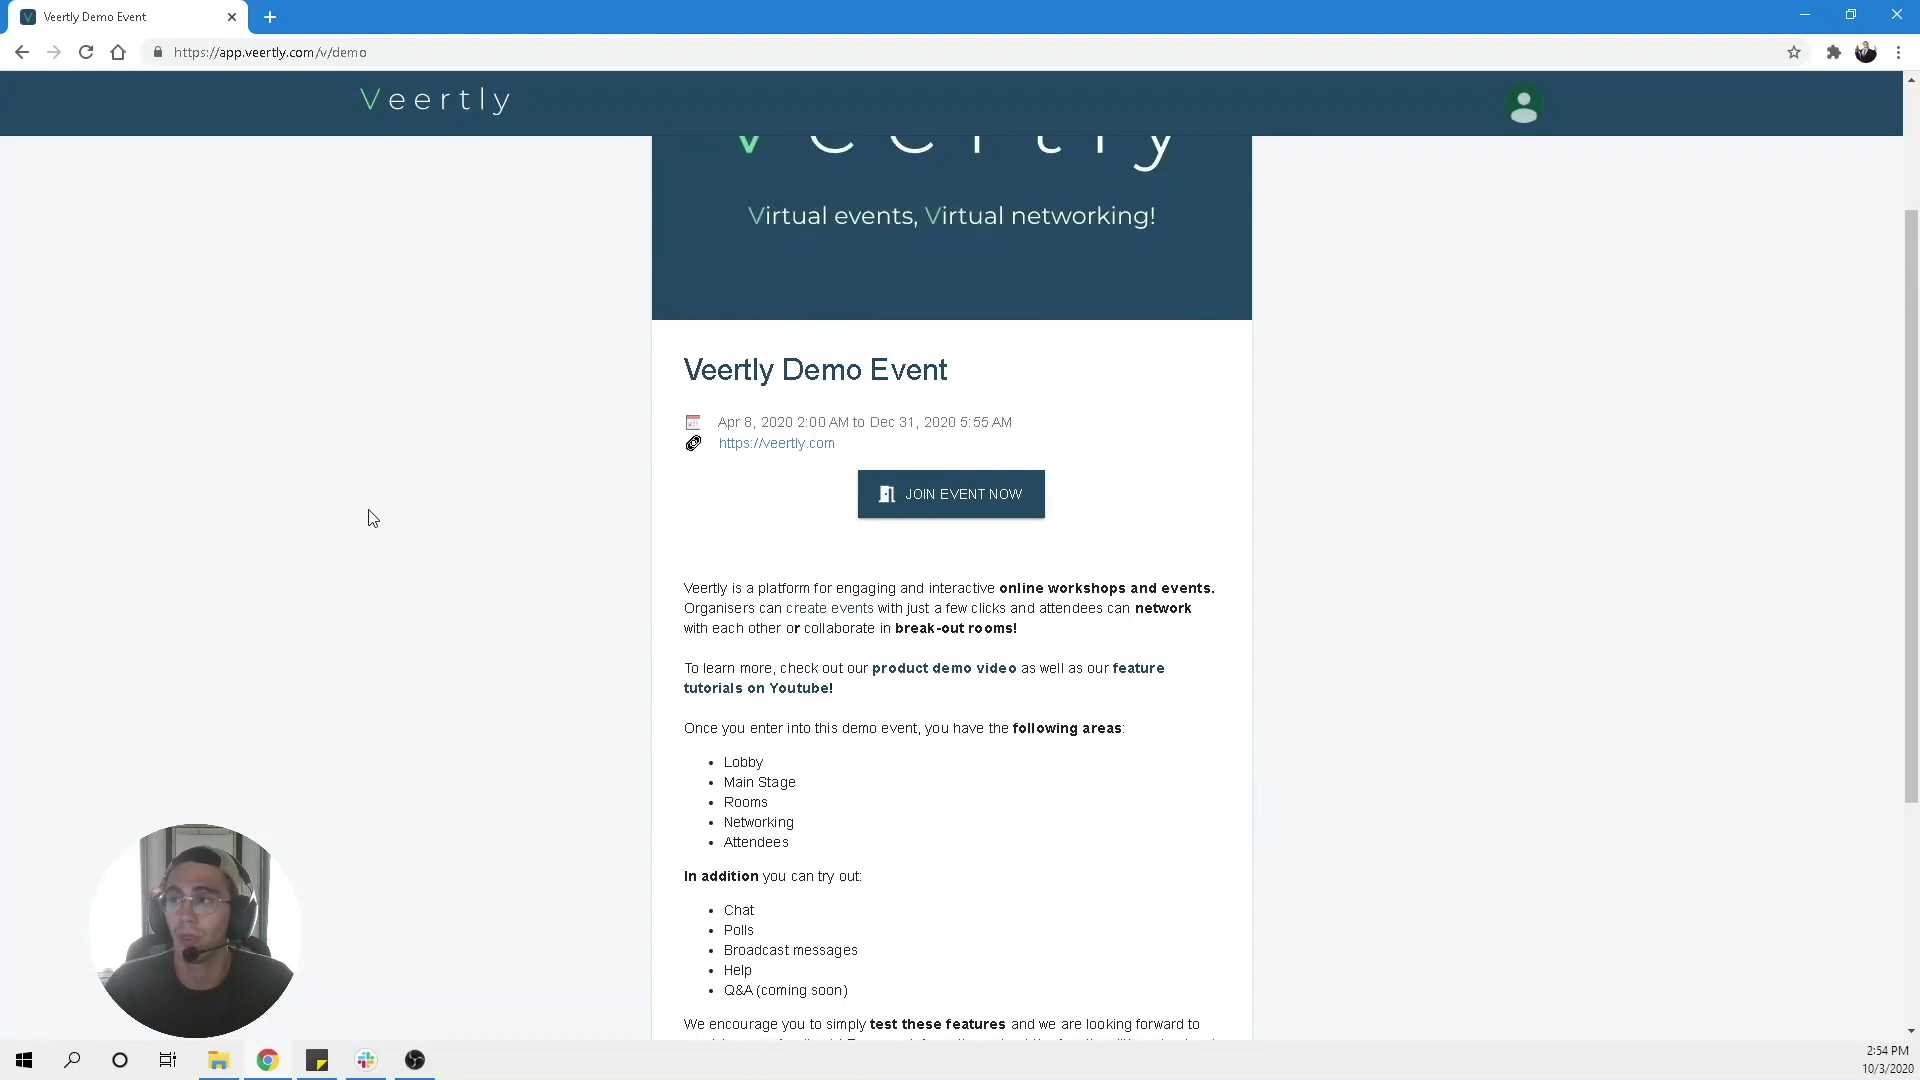 Veertly Demo Event
https://app.veertly.com/v/demo
Veertly
Veertly
Virtual events, Virtual networking!
Veertly Demo Event
Apr 8, 2020 2:00 AM to Dec 31, 2020 5:55 AM
https://veertly.com
JOIN EVENT NOW
Veertly is a platform for engaging and interactive online workshops and events.
Organisers can create events with just a few clicks and attendees can network
with each other or collaborate in break-out rooms!
To learn more, check out our product demo video as well as our feature
tutorials on Youtube!
Once you enter into this demo event, you have the following areas:
• Lobby
• Main Stage
• Rooms
• Networking
• Attendees
In addition you can try out:
• Chat
• Polls
• Broadcast messages
• Help
• Q&A (coming soon)
We encourage you to simply test these features and we are looking forward to
2:54 PM
10/3/2020